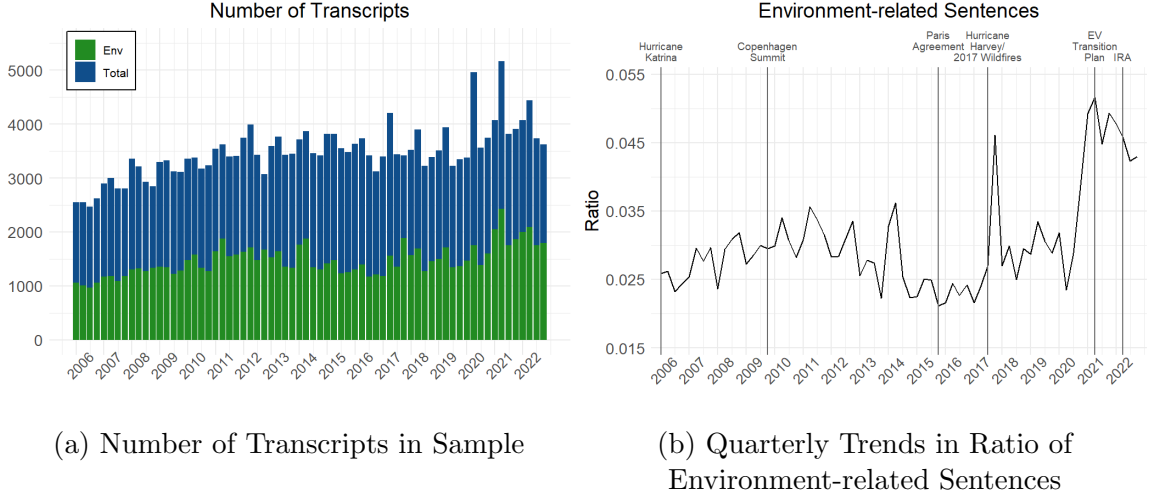 Number of Transcripts
Env
Total
5000
4000
3000
2000
1000
0
2006
2007
2008
2009
2010
2011
2012
2013
2014
2015
2016
2017
2018
2019
2020
2021
2022
(a) Number of Transcripts in Sample
Environment-related Sentences
Hurricane
Katrina
Copenhagen
Summit
Paris
Agreement
Hurricane
Harvey/
2017 Wildfires
EV
Transition
Plan
IRA
0.055
0.045
0.035
0.025
0.015
Ratio
2006
2007
2008
2009
2010
2011
2012
2013
2014
2015
2016
2017
2018
2019
2020
2021
2022
(b) Quarterly Trends in Ratio of
Environment-related Sentences